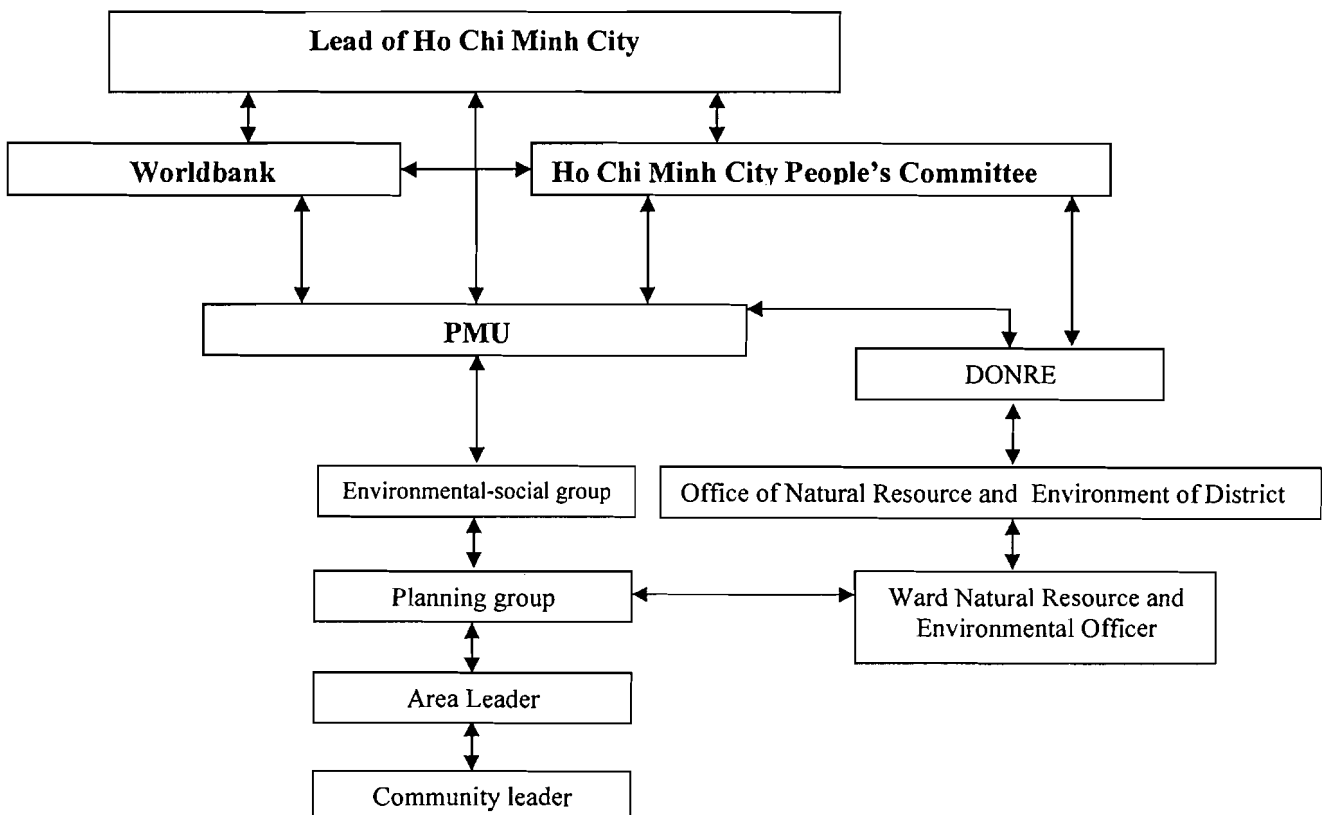 Lead of Ho Chi Minh City
Worldbank
Ho Chi Minh City People's Committee
PMU
DONRE
Environmental-social group
Office of Natural Resource and Environment of District
Planning group
Ward Natural Resource and
Environmental Officer
Area Leader
Community leader